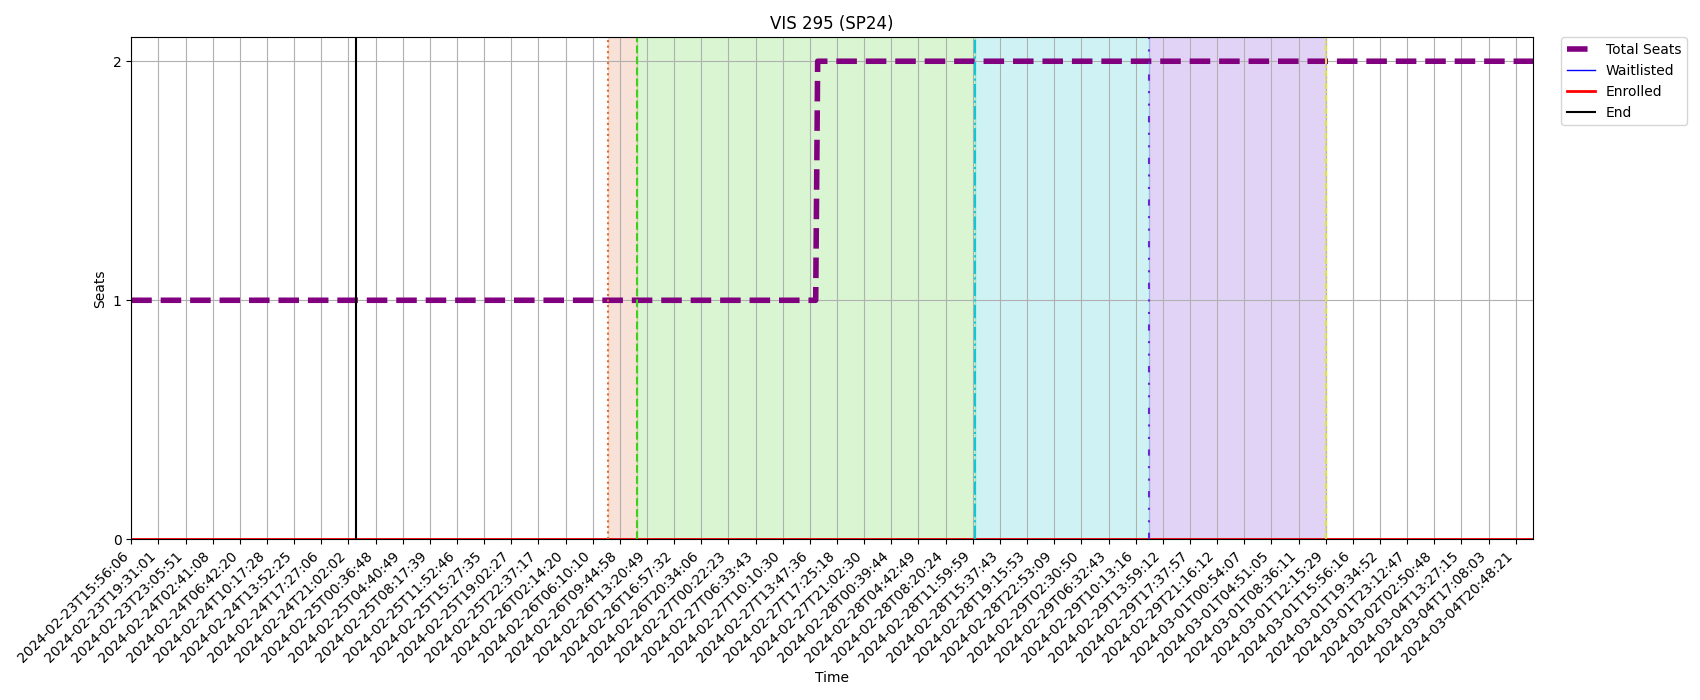 VIS 295 (SP24)
Total Seats
Waitlisted
Enrolled
End
Seats
2
1
0
2024-02-23T15:56:06
2024-02-23T19:31:01
2024-02-23T23:05:51
2024-02-24T02:41:08
2024-02-24T06:42:20
2024-02-24T10:17:28
2024-02-24T13:52:25
2024-02-24T17:27:06
2024-02-24T21:02:02
2024-02-25T00:36:48
2024-02-25T04:40:49
2024-02-25T08:17:39
2024-02-25T11:52:46
2024-02-25T15:27:35
2024-02-25T19:02:27
2024-02-25T22:37:17
2024-02-26T02:14:20
2024-02-26T06:10:10
2024-02-26T09:44:58
2024-02-26T13:20:49
2024-02-26T16:57:32
2024-02-26T20:34:06
2024-02-27T00:22:23
2024-02-27T06:33:43
2024-02-27T10:10:30
2024-02-27T13:47:36
2024-02-27T17:25:18
2024-02-27T21:02:30
2024-02-28T00:39:44
2024-02-28T04:42:49
2024-02-28T08:20:24
2024-02-28T11:59:59
2024-02-28T15:37:43
2024-02-28T19:15:53
2024-02-28T22:53:09
2024-02-29T02:30:50
2024-02-29T06:32:43
2024-02-29T10:13:16
2024-02-29T13:59:12
2024-02-29T17:37:57
2024-02-29T21:16:12
2024-03-01T00:54:07
2024-03-01T04:51:05
2024-03-01T08:36:11
2024-03-01T12:15:29
2024-03-01T15:56:16
2024-03-01T19:34:52
2024-03-01T23:12:47
2024-03-02T02:50:48
2024-03-04T13:27:15
2024-03-04T17:08:03
2024-03-04T20:48:21
Time